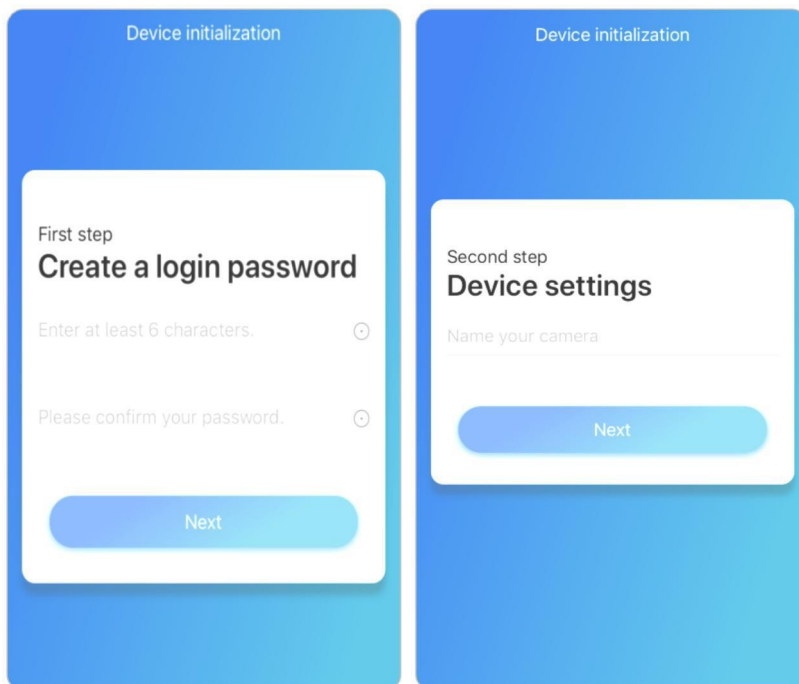 Device initialization
First step
Create a login password
Enter at least 6 characters.
Please confirm your password.
Next
Device initialization
Second step
Device settings
Name your camera
Next